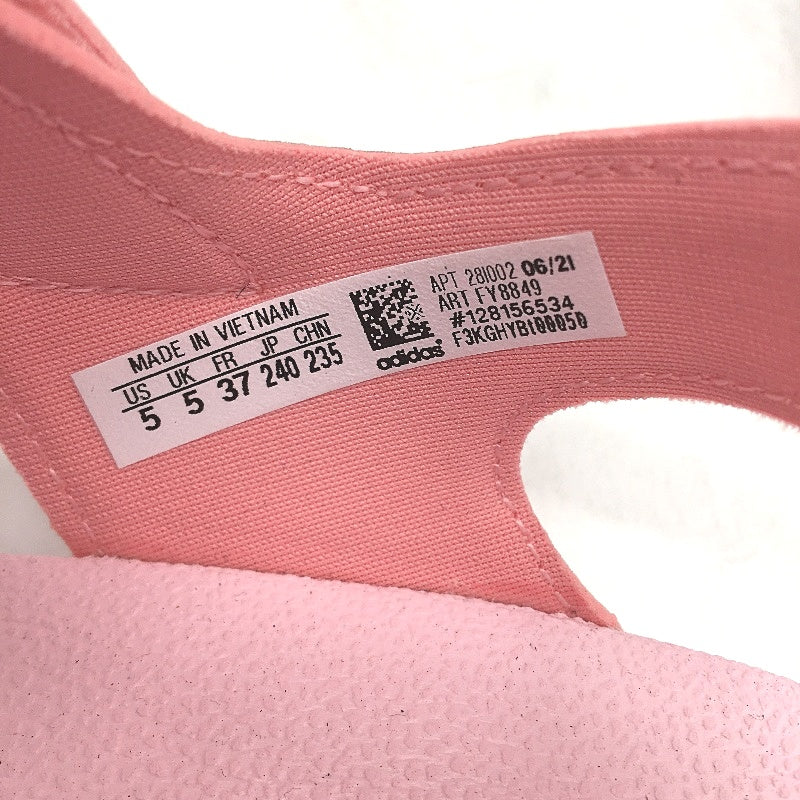 MADE IN VIETNAM
US UK FR JP CHN
5 5 37 240 235
adidas
APT 281002 06/21
ART FY8849
#128156534
F3KGHYB100050